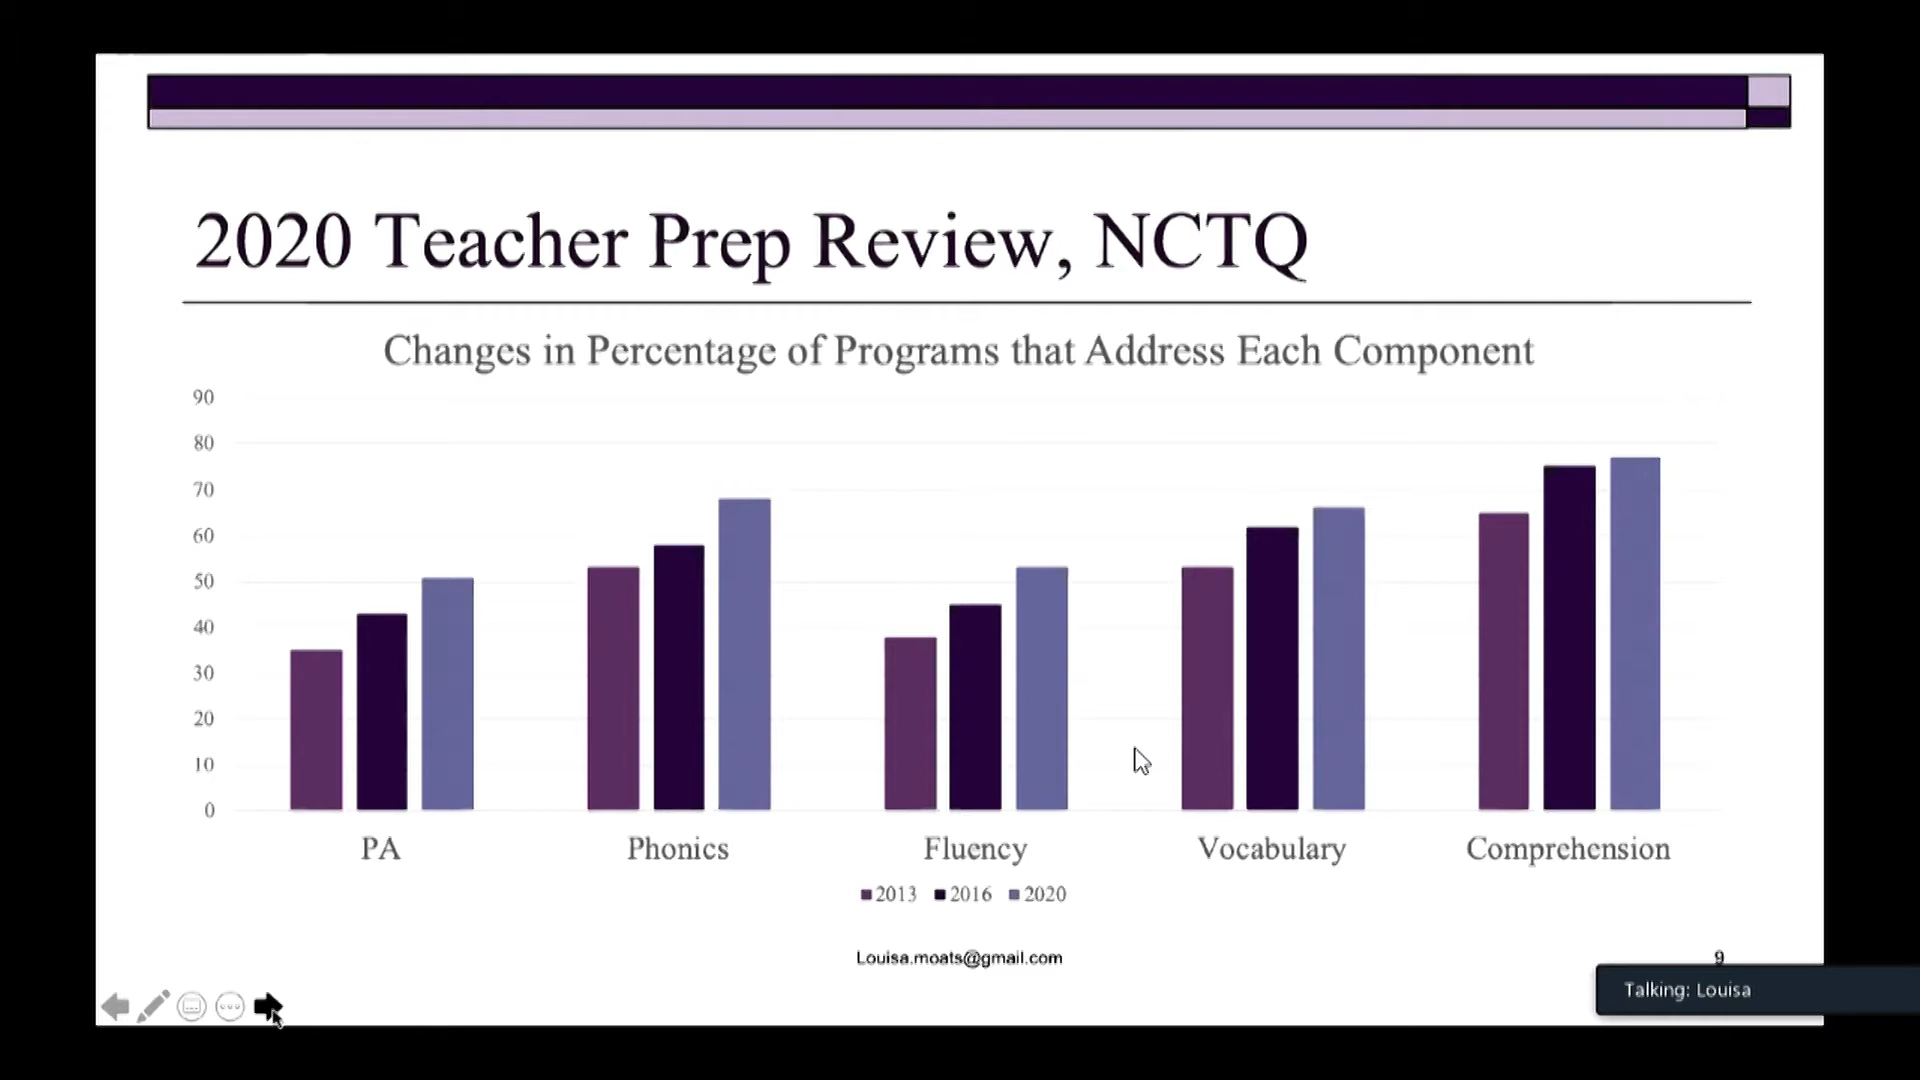 2020 Teacher Prep Review, NCTQ
Changes in Percentage of Programs that Address Each Component
90
80
70
60
50
40
30
20
10
0
PA Phonics Fluency Vocabulary Comprehension
2013 2016 2020
Louisa.moats@gmail.com
9
Talking: Louisa